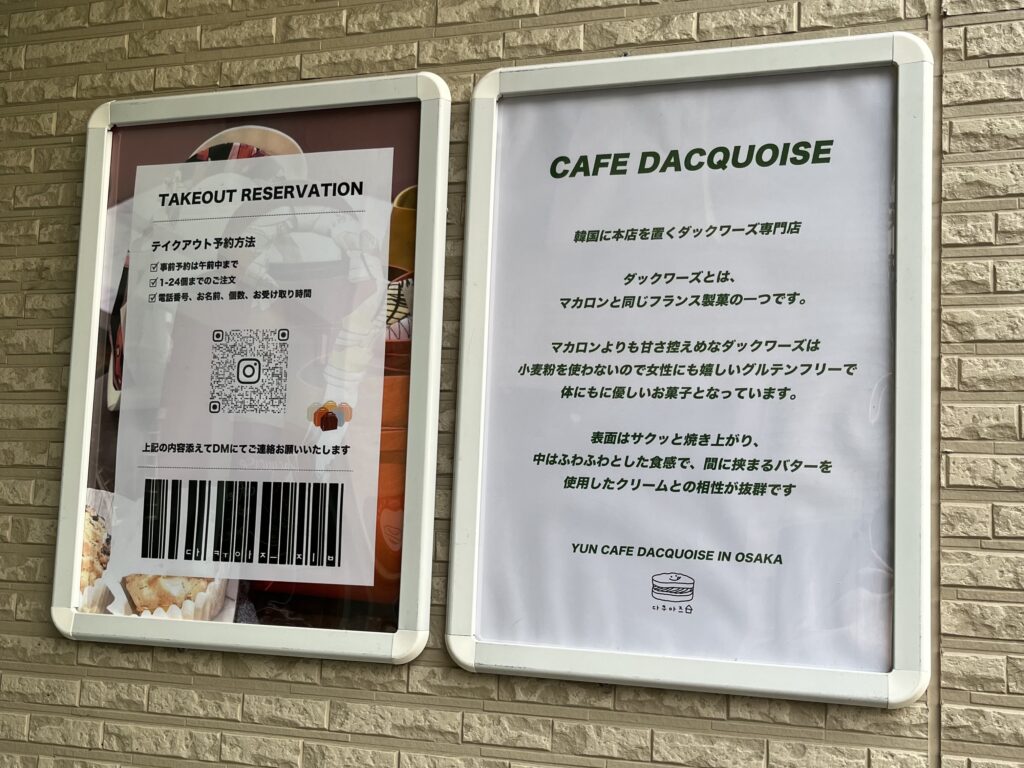 TAKEOUT RESERVATION
テイクアウト予約方法
事前予約は午前中まで
1-24個までのご注文
電話番号、お名前、個数、お受け取り時間
上記の内容添えてDMにてご連絡お願いいたします
CAFE DACQUOISE
韓国に本店を置くダックワーズ専門店
ダックワーズとは、
マカロンと同じフランス製菓の一つです。
マカロンよりも甘さ控えめなダックワーズは
小麦粉を使わないので女性にも嬉しいグルテンフリーで
体にもに優しいお菓子となっています。
表面はサクッと焼き上がり、
中はふわふわとした食感で、間に挟まるバターを
使用したクリームとの相性が抜群です
YUN CAFE DACQUOISE IN OSAKA